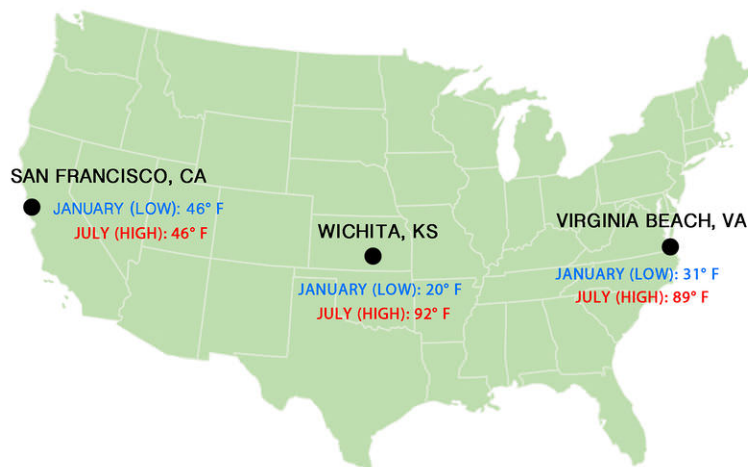 SAN FRANCISCO, CA
JANUARY (LOW): 46° F
JULY (HIGH): 46° F
WICHITA, KS
JANUARY (LOW): 20° F
JULY (HIGH): 92° F
VIRGINIA BEACH, VA
JANUARY (LOW): 31° F
JULY (HIGH): 89° F